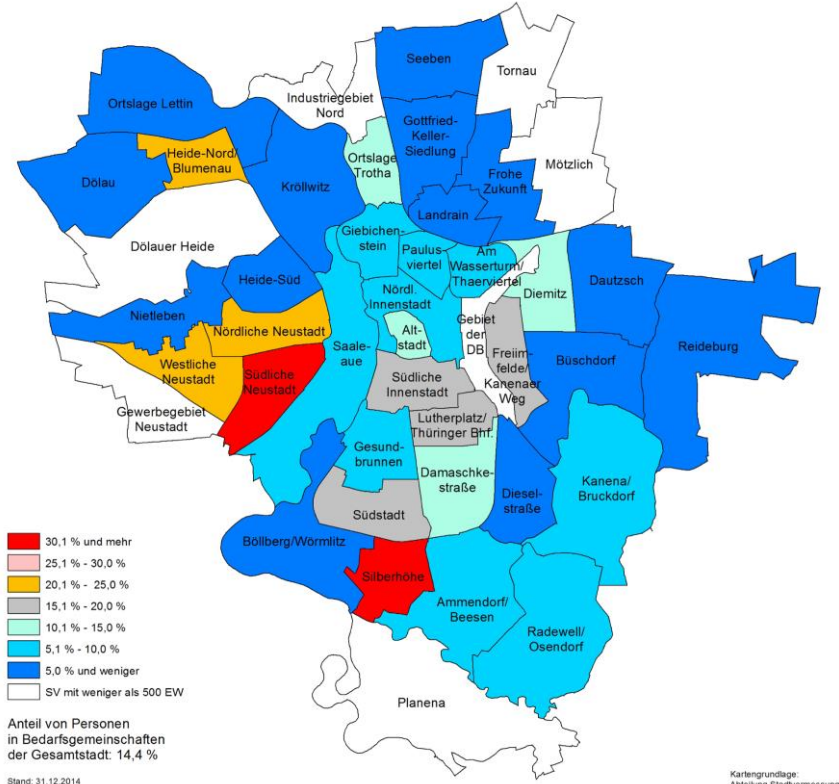 Seeben
Tornau
Ortslage Lettin
Industriegebiet
Nord
Gottfried-
Keller-
Siedlung
Heide-Nord/
Blumenau
Ortslage
Trotha
Mötzlich
Dölau
Kröllwitz
Frohe
Zukunft
Landrain
Giebichen-
stein
Dölauer Heide
Paulus-
viertel
Am
Wasserturm/
Thaerviertel
Heide-Süd
Nördl.
Innenstadt
Diemitz
Dautzsch
Nietleben
Nördliche Neustadt
Alt-
stadt
Gebiet
der
DB
Saale-
aue
Reideburg
Westliche
Neustadt
Südliche
Neustadt
Südliche
Innenstadt
Freiim-
felde/
Kanenaer
Weg
Büschdorf
Gewerbegebiet
Neustadt
Lutherplatz/
Thüringer Bhf.
Gesund-
brunnen
Damaschke-
straße
Diesel-
straße
Kanena/
Bruckdorf
Südstadt
Böllberg/Wörmlitz
Silberhöhe
Ammendorf/
Beesen
Radewell/
Osendorf
Planena
30,1 % und mehr
25,1 % - 30,0 %
20,1 % - 25,0 %
15,1 % - 20,0 %
10,1 % - 15,0 %
5,1 % - 10,0 %
5,0 % und weniger
SV mit weniger als 500 EW
Anteil von Personen
in Bedarfsgemeinschaften
der Gesamtstadt: 14,4 %
Stand: 31.12.2014
Kartengrundlage: